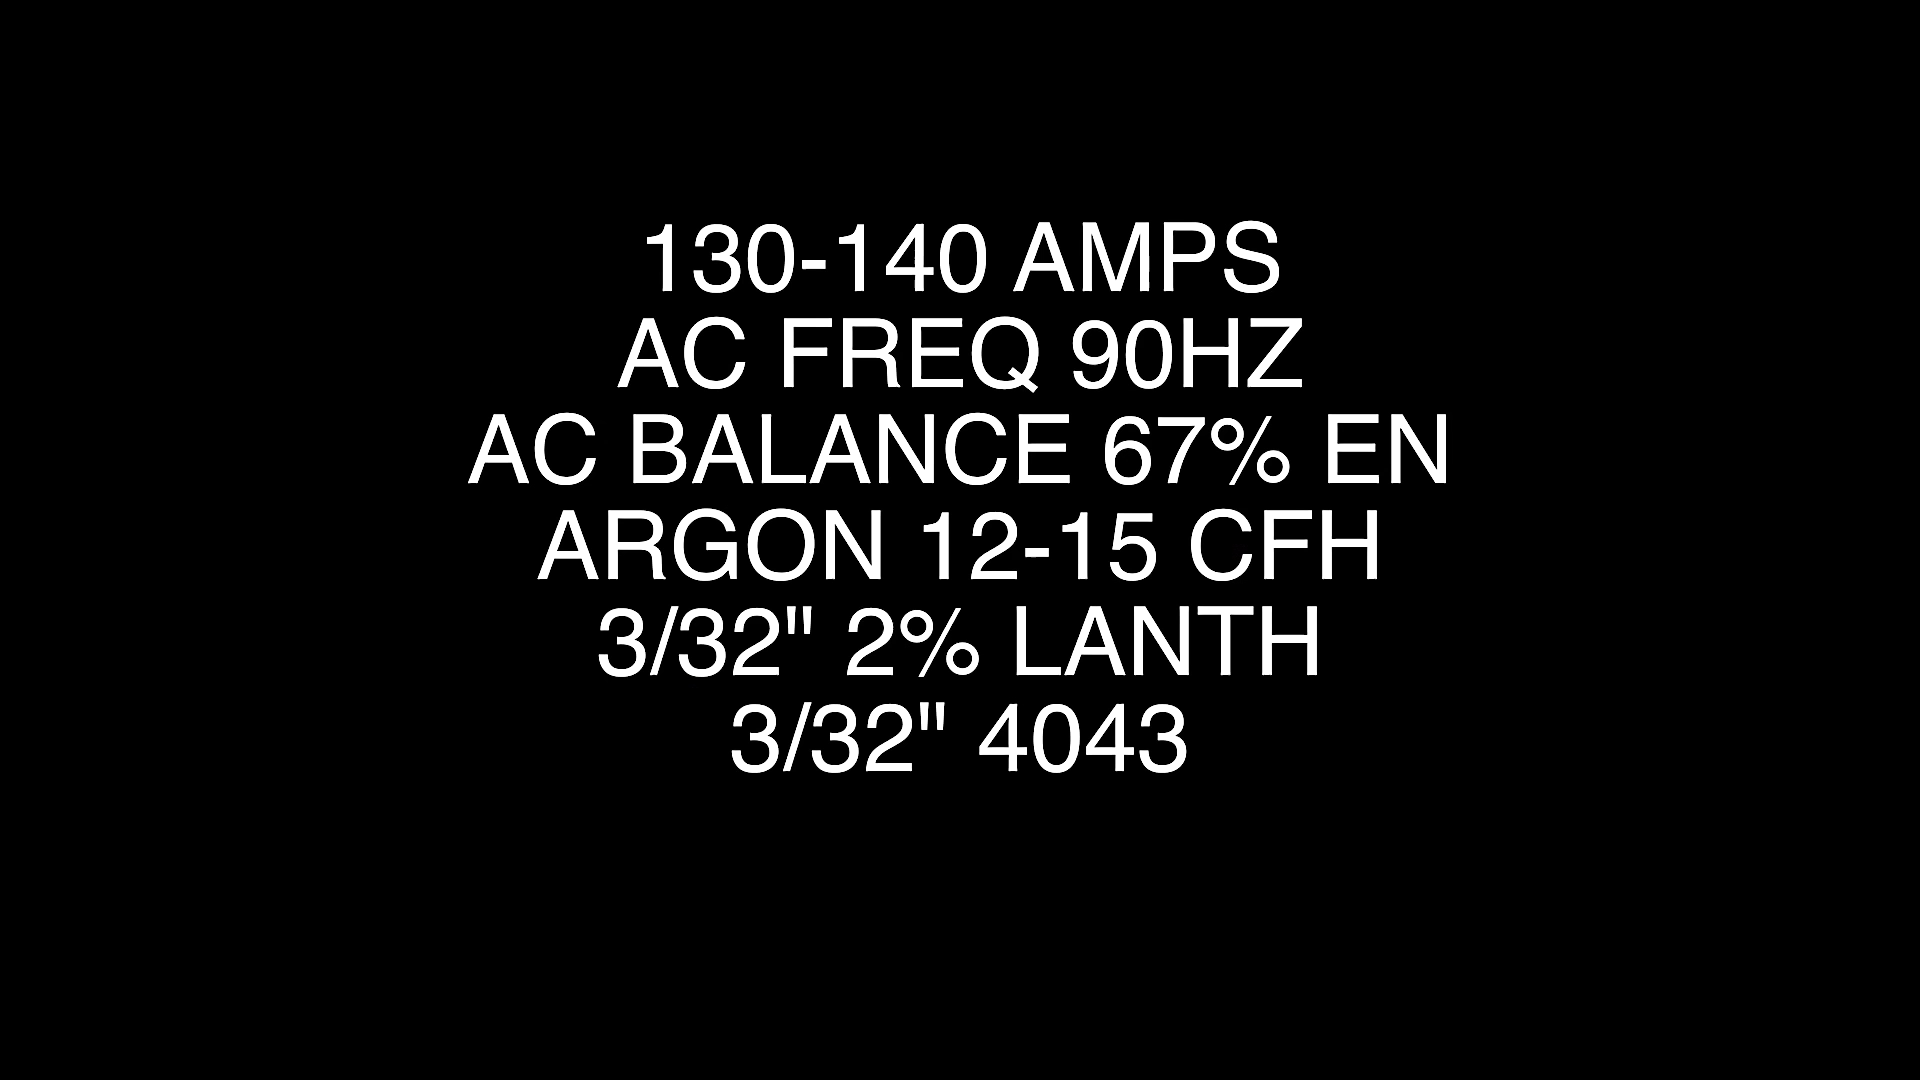 130-140 AMPS
AC FREQ 90HZ
AC BALANCE 67% EN
ARGON 12-15 CFH
3/32" 2% LANTH
3/32" 4043